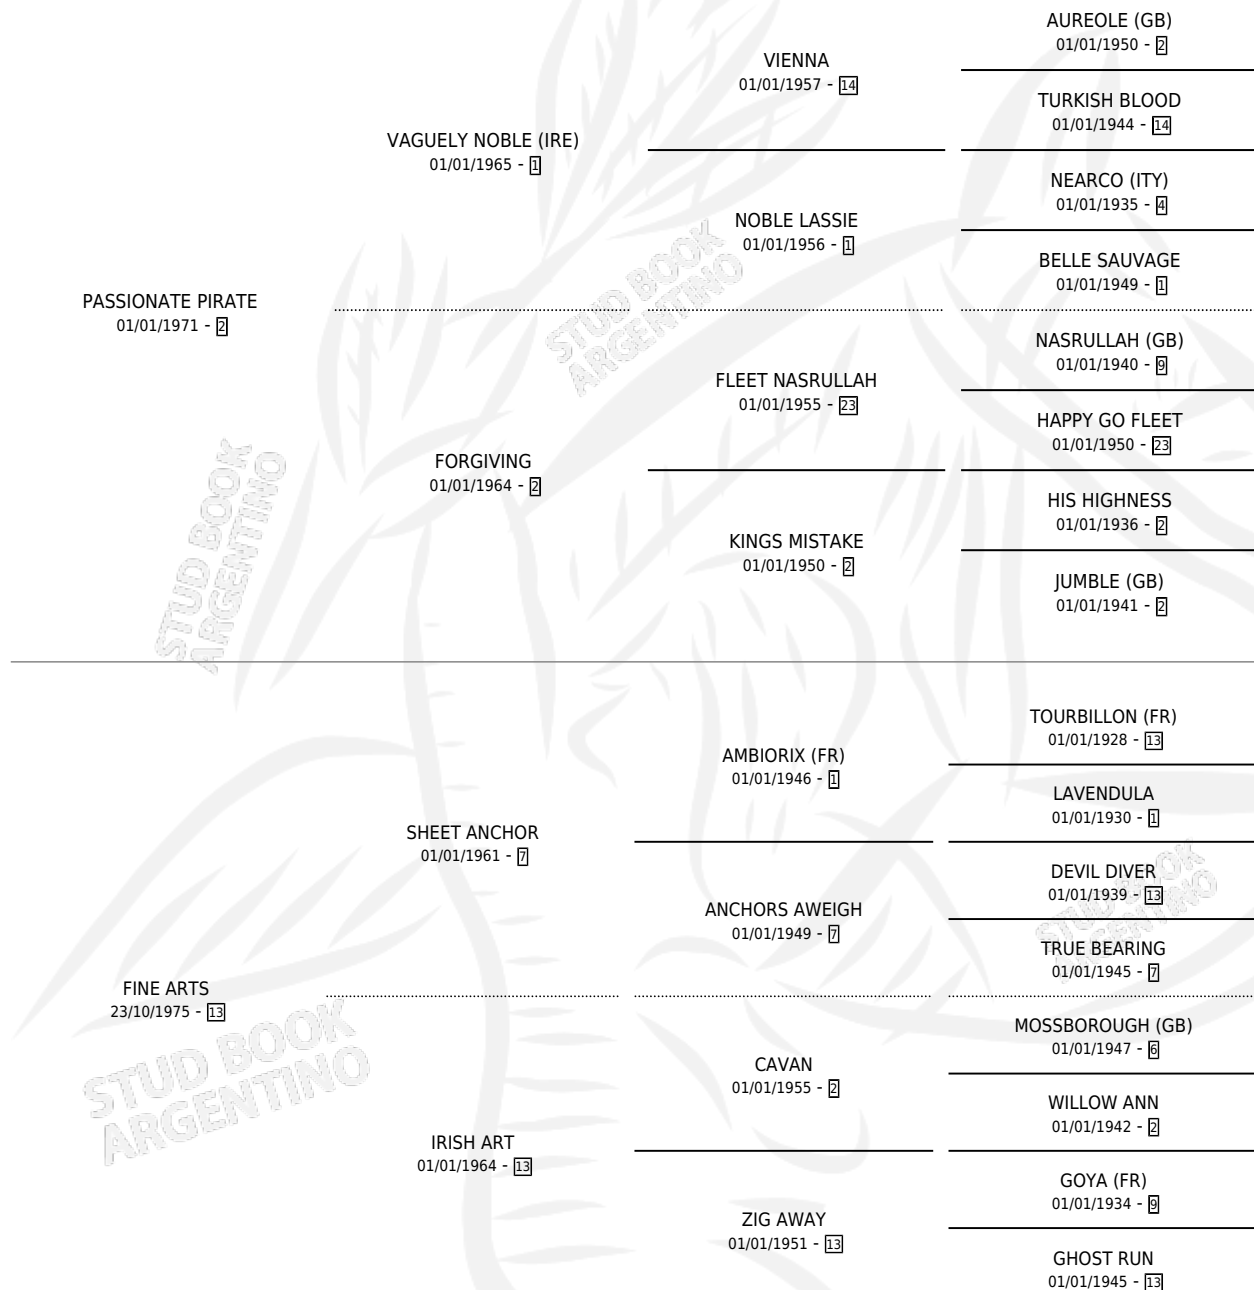 AUREOLE (GB)
01/01/1950 - 2
VIENNA
01/01/1957 - 14
TURKISH BLOOD
01/01/1944 - 14
VAGUELY NOBLE (IRE)
01/01/1965 - 1
NEARCO (ITY)
01/01/1935 - 4
NOBLE LASSIE
01/01/1956 - 1
BELLE SAUVAGE
01/01/1949 - 1
PASSIONATE PIRATE
01/01/1971 - 2
NASRULLAH (GB)
01/01/1940 - 9
FLEET NASRULLAH
01/01/1955 - 23
HAPPY GO FLEET
01/01/1950 - 23
FORGIVING
01/01/1964 - 2
HIS HIGHNESS
01/01/1936 - 2
KINGS MISTAKE
01/01/1950 - 2
JUMBLE (GB)
01/01/1941 - 2
TOURBILLON (FR)
01/01/1928 - 13
AMBIORIX (FR)
01/01/1946 - 1
LAVENDULA
01/01/1930 - 1
SHEET ANCHOR
01/01/1961 - 7
DEVIL DIVER
01/01/1939 - 13
ANCHORS AWEIGH
01/01/1949 - 7
TRUE BEARING
01/01/1945 - 7
FINE ARTS
23/10/1975 - 13
MOSSBOROUGH (GB)
01/01/1947 - 6
CAVAN
01/01/1955 - 2
WILLOW ANN
01/01/1942 - 2
IRISH ART
01/01/1964 - 13
GOYA (FR)
01/01/1934 - 9
ZIG AWAY
01/01/1951 - 13
GHOST RUN
01/01/1945 - 13
STUD BOOK
ARGENTINO
STUD BOOK
ARGENTINO
STUD BOOK
ARGENTINO
STUD BOOK
ARGENTINO